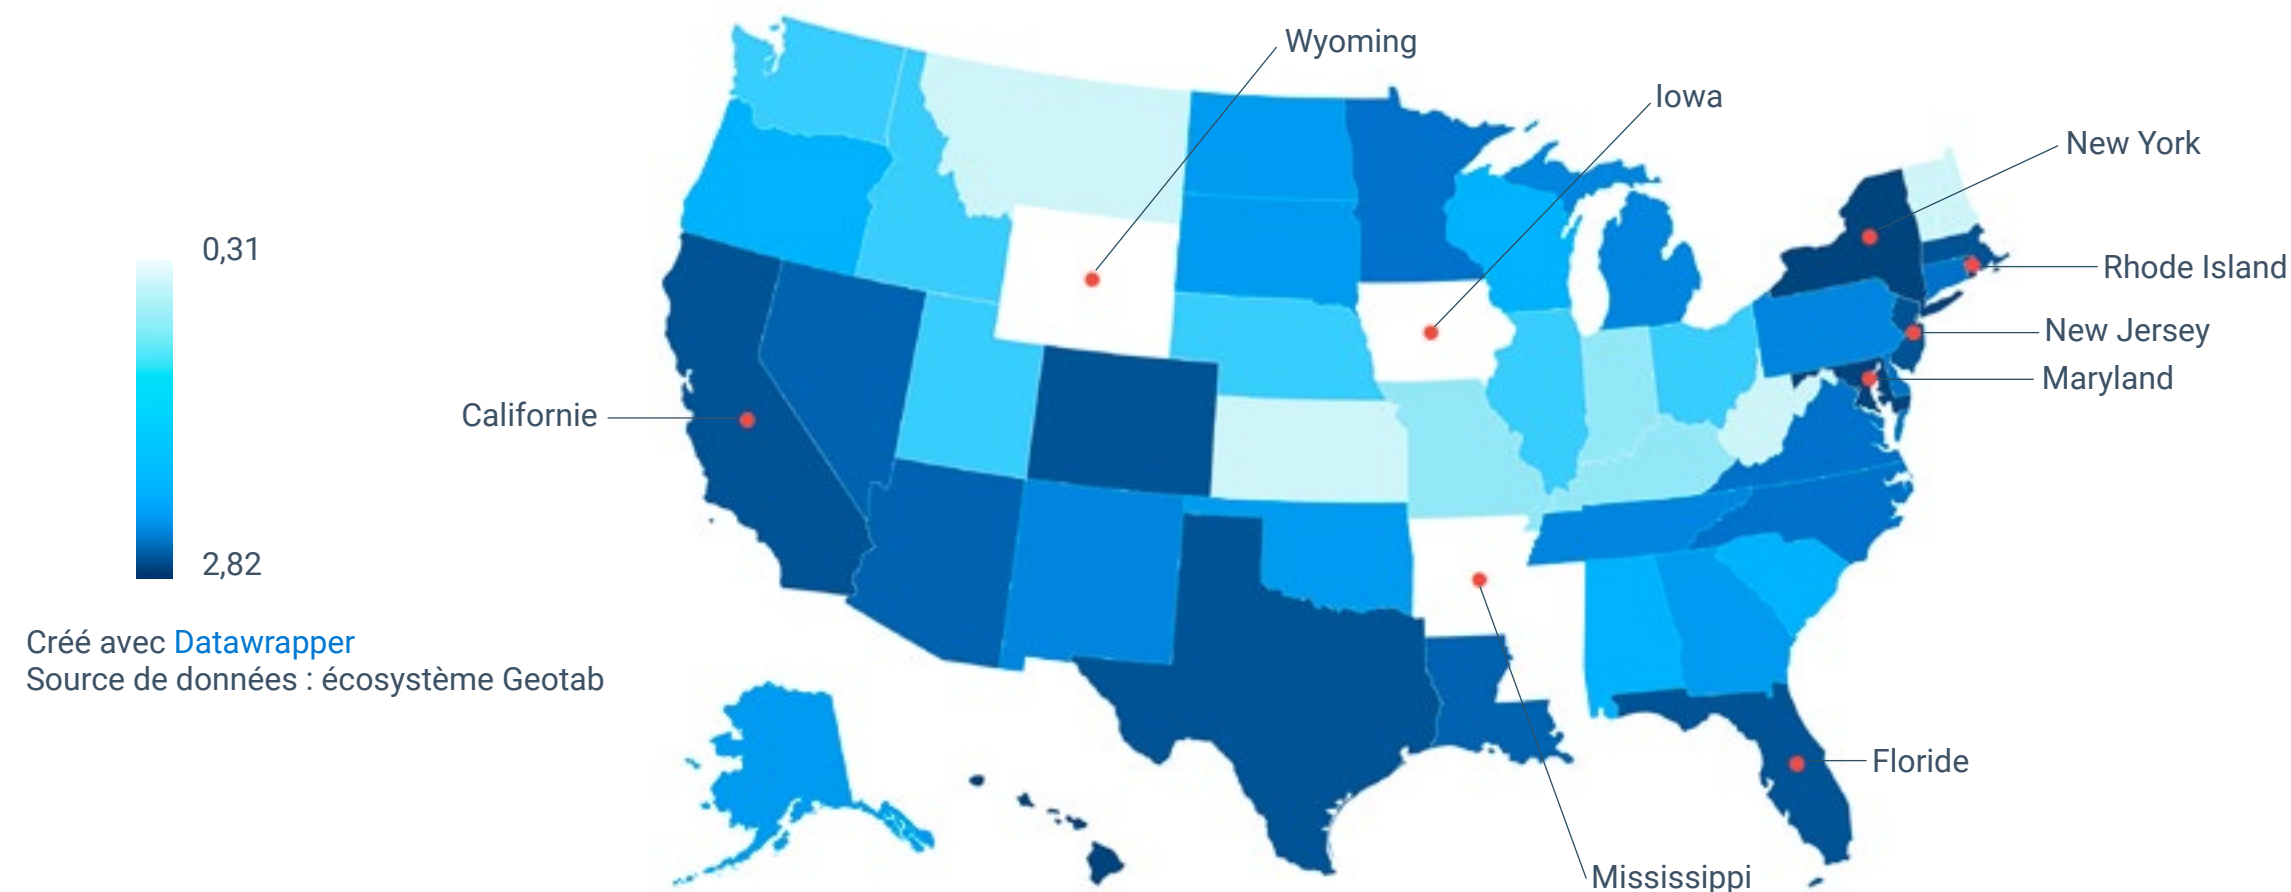 Wyoming
Iowa
New York
0,31
Rhode Island
New Jersey
Maryland
Californie
2,82
Créé avec Datawrapper
Source de données : écosystème Geotab
Floride
Mississippi